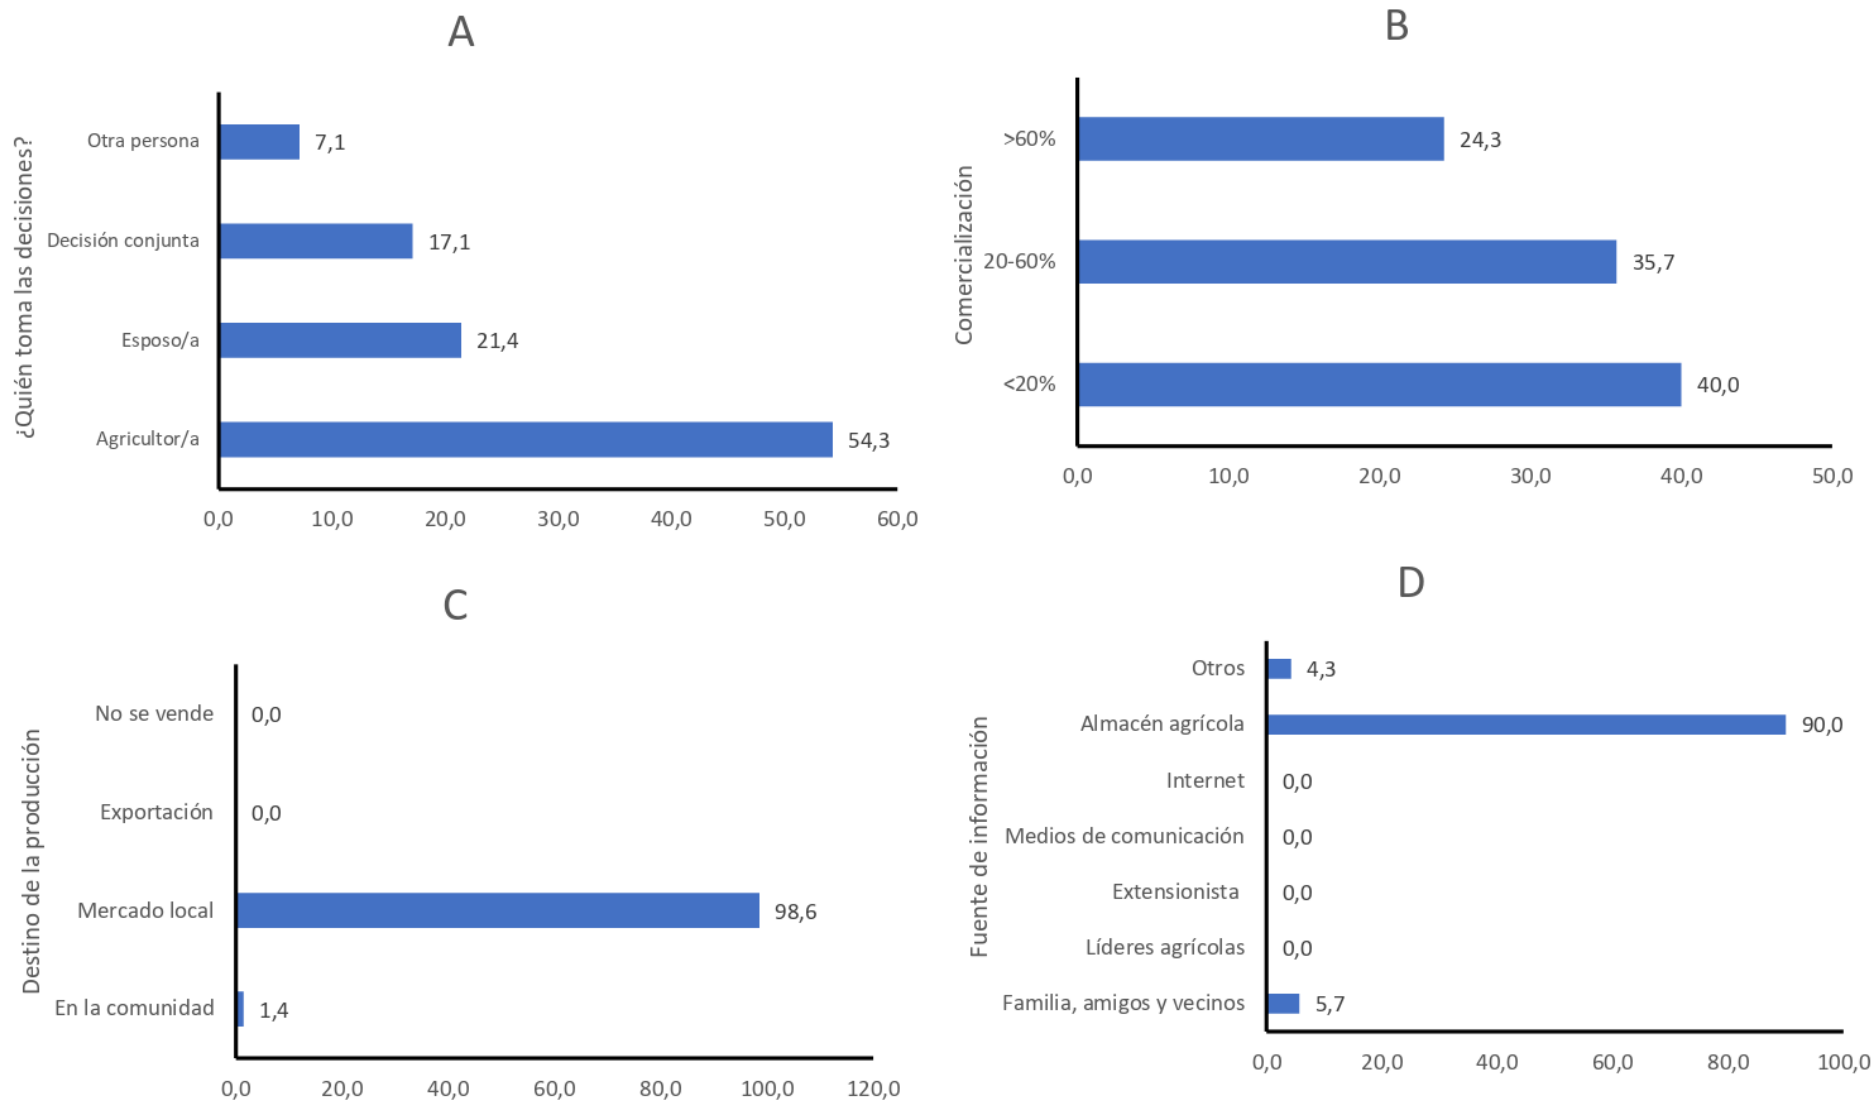 A
¿Quién toma las decisiones?
Otra persona
7,1
Decisión conjunta
17,1
Esposo/a
21,4
Agricultor/a
54,3
0,0 10,0 20,0 30,0 40,0 50,0 60,0
B
Comercialización
>60%
24,3
20-60%
35,7
<20%
40,0
0,0 10,0 20,0 30,0 40,0 50,0
C
Destino de la producción
No se vende
0,0
Exportación
0,0
Mercado local
98,6
En la comunidad
1,4
0,0 20,0 40,0 60,0 80,0 100,0 120,0
D
Fuente de información
Otros
4,3
Almacén agrícola
90,0
Internet
0,0
Medios de comunicación
0,0
Extensionista
0,0
Líderes agrícolas
0,0
Familia, amigos y vecinos
5,7
0,0 20,0 40,0 60,0 80,0 100,0